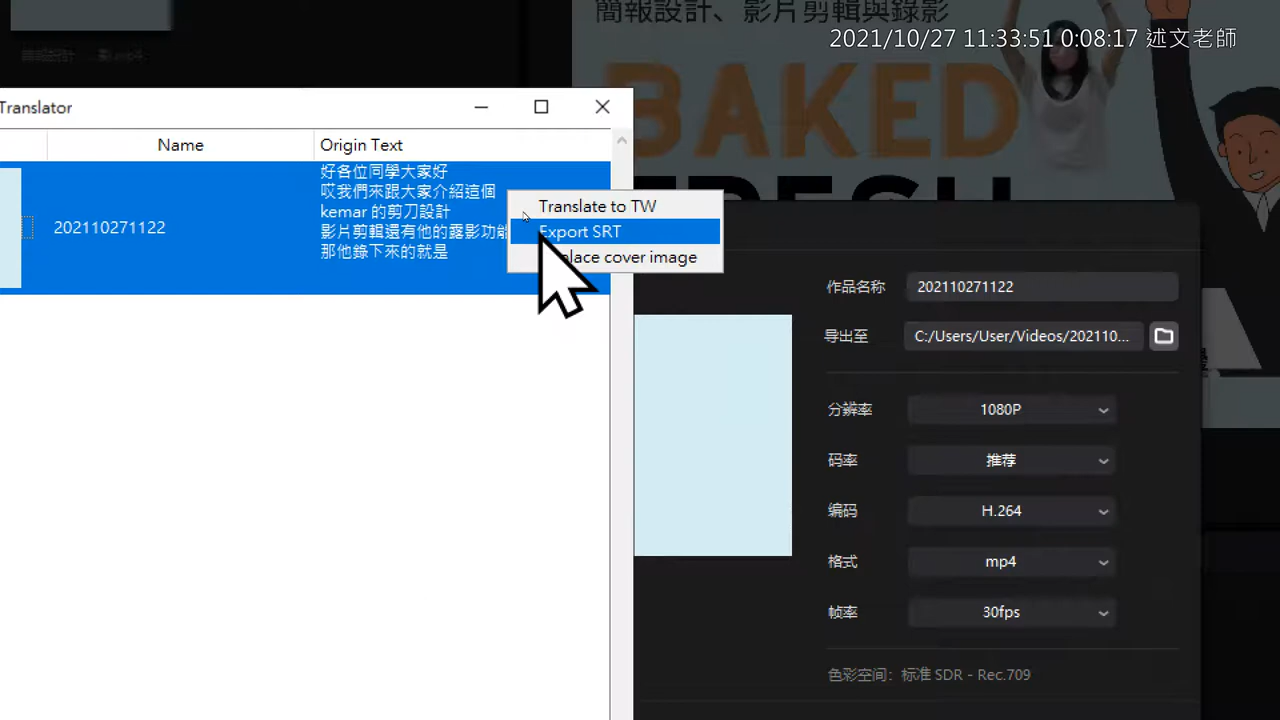 簡報設計、影片剪輯與錄影
2021/10/27 11:33:51 0:08:17 述文老師
BAKED
FRESH
Translator
Name
Origin Text
202110271122
好各位同學大家好
哎我們來跟大家介紹這個
kemar 的剪刀設計
影片剪輯還有他的露影功能
那他錄下來的就是
Translate to TW
Export SRT
place cover image
作品名称
202110271122
导出至
C:/Users/User/Videos/202110...
分辨率
1080P
码率
推荐
编码
H.264
格式
mp4
帧率
30fps
色彩空间：标准 SDR - Rec.709